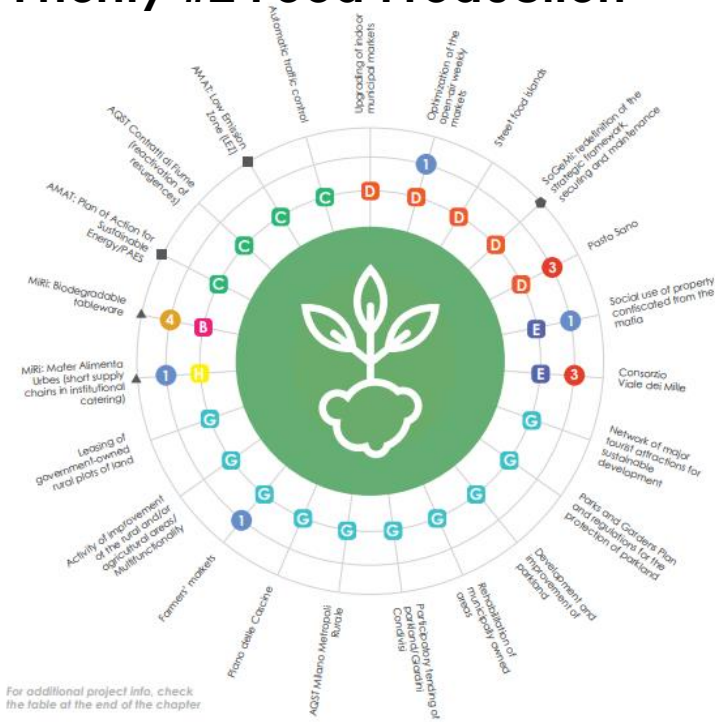 Priority #2 Food Production
Upgrading of indoor
municipal markets
Optimization of the
open-air weekly
markets
Street food islands
SoGeMi: redefinition of the
strategic framework,
securing and maintenance
Pasto Sano
Social use of property
confiscated from the
mafia
Consorzio
Viale dei Mille
Network of major
tourist attractions for
sustainable
development
Parks and Gardens Plan
and regulations for the
protection of parkland
Development and
improvement of
parkland
Rehabilitation of
municipally owned
areas
Participatory tending of
parkland/Giardini
Condivisi
AQST Milano Metropoli
Rurale
Piano delle Cascine
Farmers' markets
Activity of improvement
of the rural and/or
agricultural areas/
Multifunctionality
Leasing of
government-owned
rural plots of land
MiRi: Mater Alimenta
Urbes (short supply
chains in institutional
catering)
MiRi: Biodegradable
tableware
AMAT: Plan of Action for
Sustainable
Energy/PAES
AQST Contratti di Fiume
(reactivation of
resurgences)
AMAT: Low Emission
Zone (LEZ)
Automatic traffic control
D
D
D
D
D
E
E
G
G
G
G
G
G
G
G
G
G
H
B
C
C
C
C
1
3
1
3
1
1
4
For additional project info, check
the table at the end of the chapter